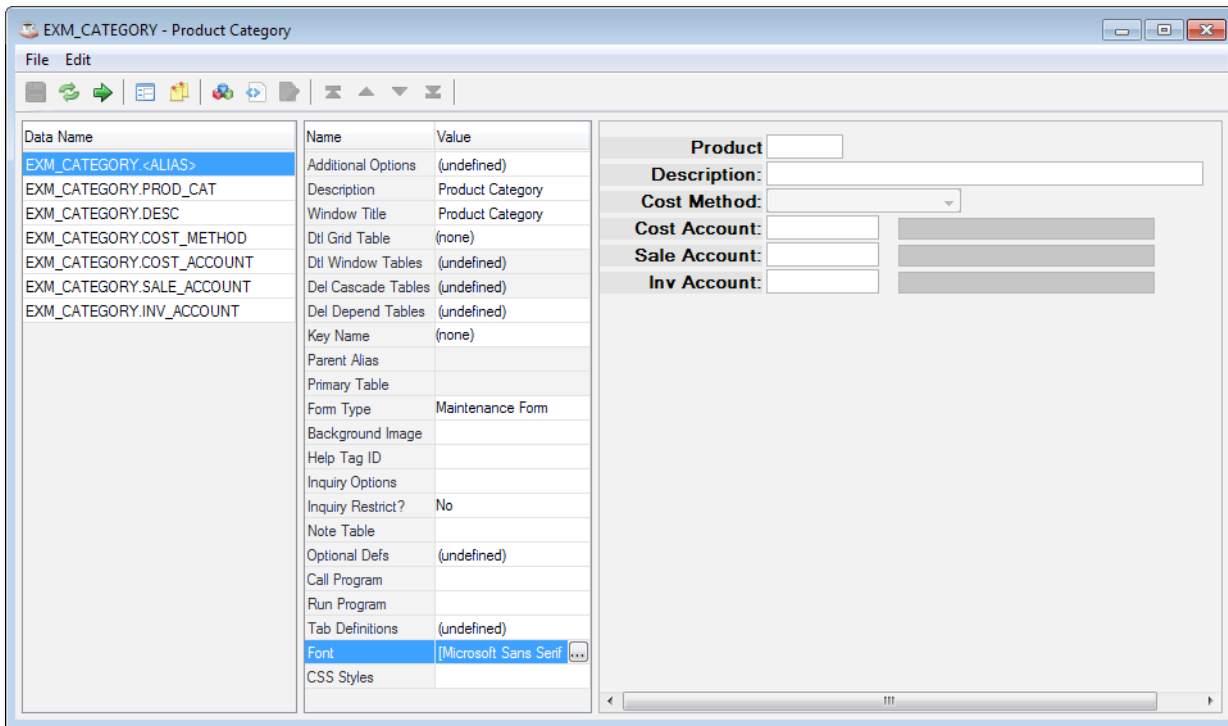 EXM_CATEGORY - Product Category
File Edit
Data Name
EXM_CATEGORY.<ALIAS>
EXM_CATEGORY.PROD_CAT
EXM_CATEGORY.DESC
EXM_CATEGORY.COST_METHOD
EXM_CATEGORY.COST_ACCOUNT
EXM_CATEGORY.SALE_ACCOUNT
EXM_CATEGORY.INV_ACCOUNT
Name Value
Additional Options (undefined)
Description Product Category
Window Title Product Category
Dtl Grid Table (none)
Dtl Window Tables (undefined)
Del Cascade Tables (undefined)
Del Depend Tables (undefined)
Key Name (none)
Parent Alias
Primary Table
Form Type Maintenance Form
Background Image
Help Tag ID
Inquiry Options
Inquiry Restrict? No
Note Table
Optional Defs (undefined)
Call Program
Run Program
Tab Definitions (undefined)
Font [Microsoft Sans Serif ...
CSS Styles
Product
Description:
Cost Method:
Cost Account:
Sale Account:
Inv Account: